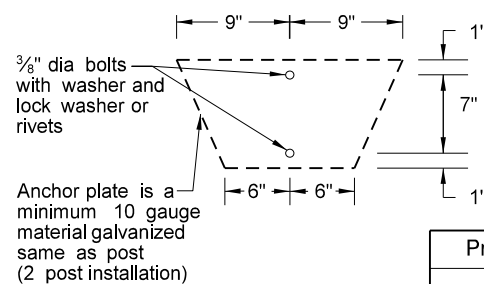 9" 9"
1"
⅜" dia bolts
with washer and
lock washer or
rivets
7"
Anchor plate is a
minimum 10 gauge
material galvanized
same as post
(2 post installation)
6" 6"
1"